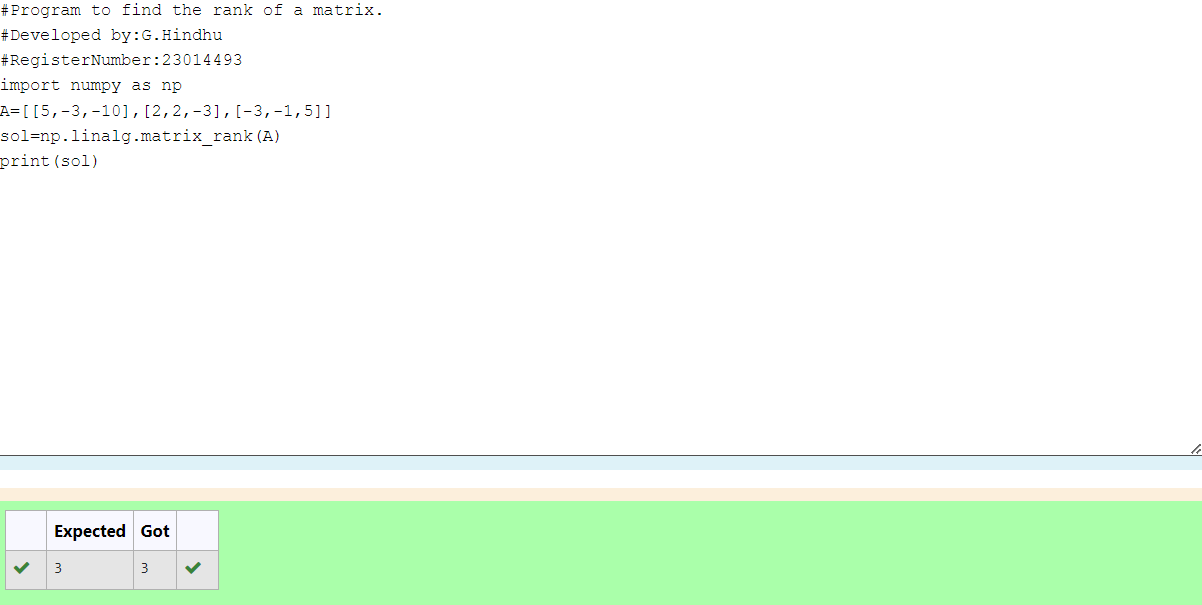 #Program to find the rank of a matrix.
#Developed by:G.Hindhu
#RegisterNumber:23014493
import numpy as np
A=[[5,-3,-10],[2,2,-3],[-3,-1,5]]
sol=np.linalg.matrix_rank(A)
print(sol)
Expected Got
3 3